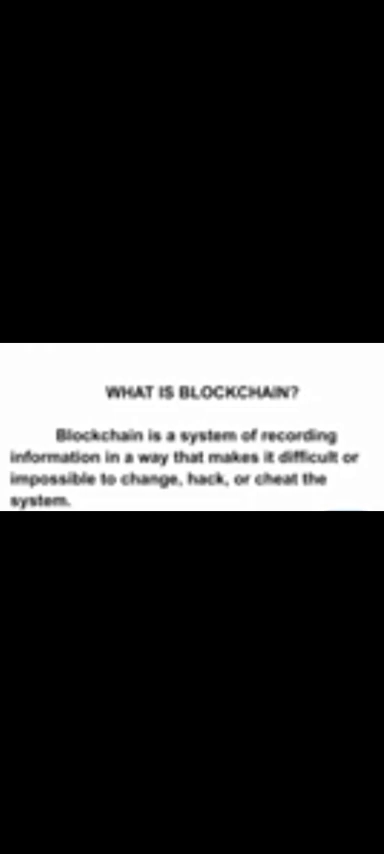 WHAT IS BLOCKCHAIN?
Blockchain is a system of recording
information in a way that makes it difficult or
impossible to change, hack, or cheat the
system.